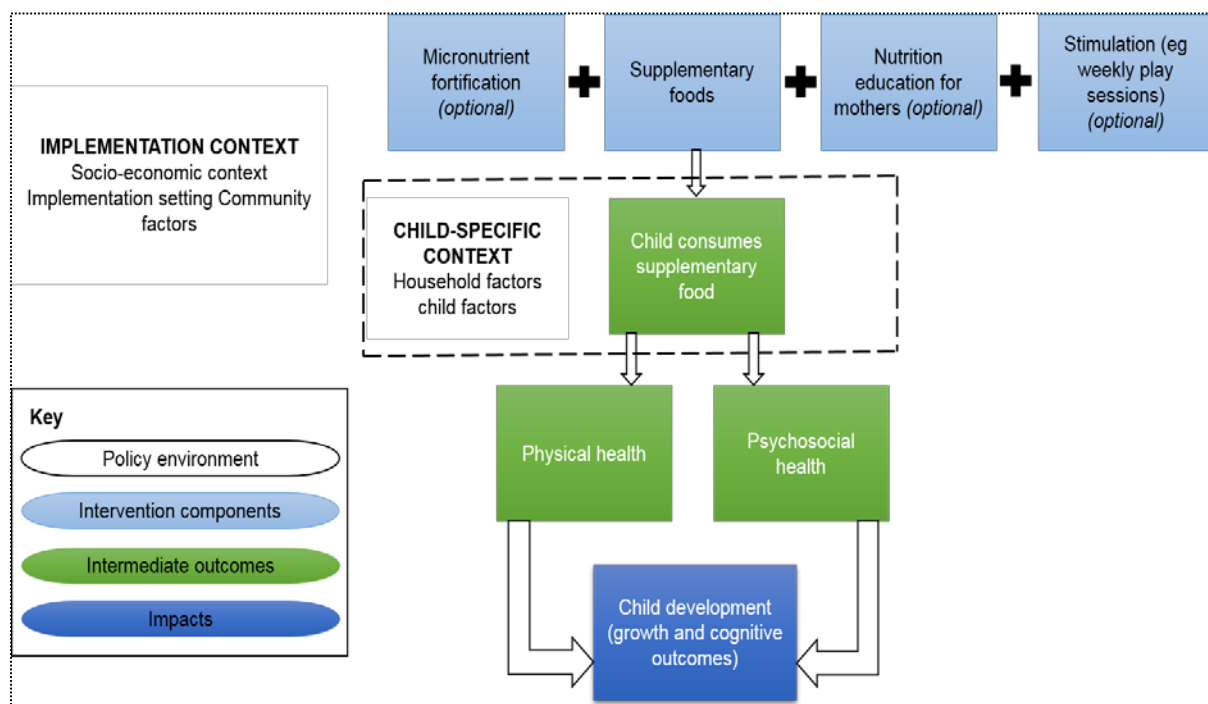 Micronutrient
fortification
(optional)
Supplementary
foods
Nutrition
education for
mothers (optional)
Stimulation (eg
weekly play
sessions)
(optional)
IMPLEMENTATION CONTEXT
Socio-economic context
Implementation setting Community
factors
CHILD-SPECIFIC
CONTEXT
Household factors
child factors
Child consumes
supplementary
food
Physical health
Psychosocial
health
Child development
(growth and cognitive
outcomes)
Key
Policy environment
Intervention components
Intermediate outcomes
Impacts